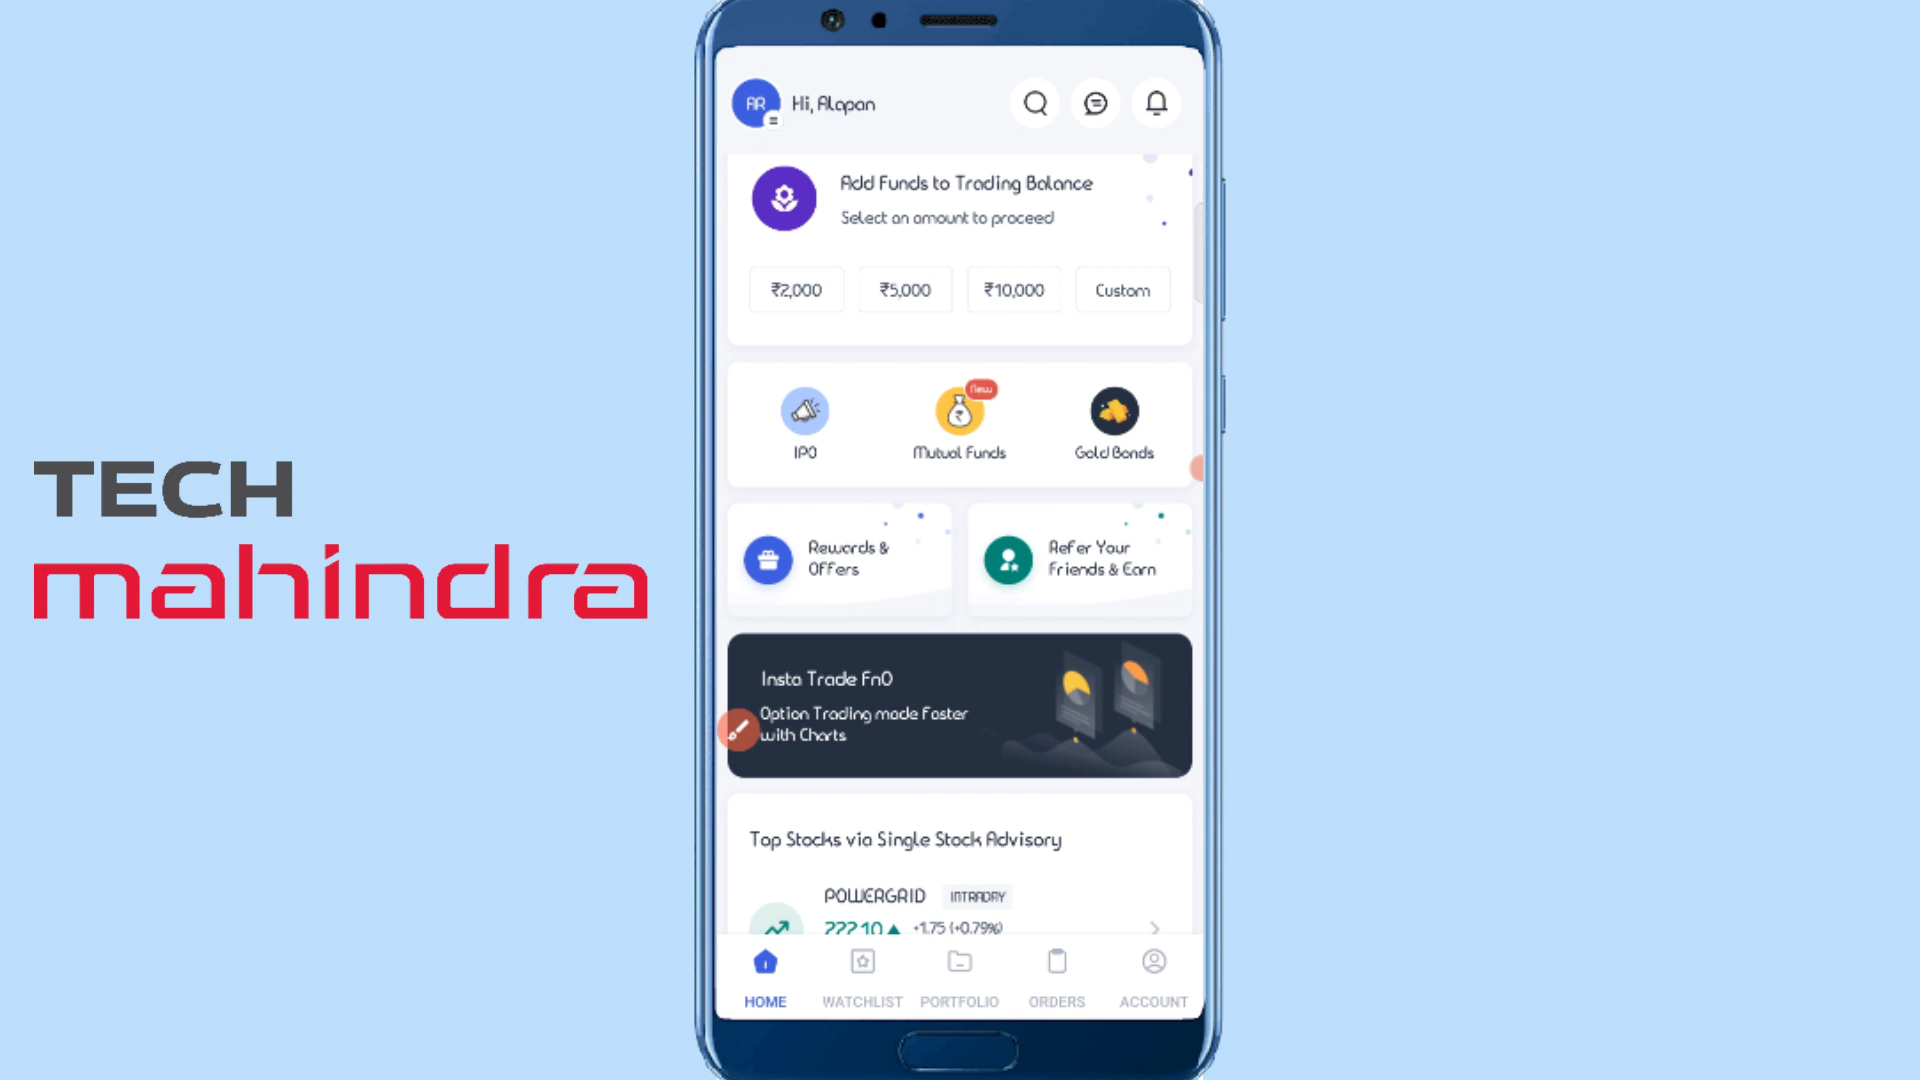 TECH
mahindra
AR
Hi, Alapan
Add Funds to Trading Balance
Select an amount to proceed
₹2,000
₹5,000
₹10,000
Custom
New
IPO
Mutual Funds
Gold Bonds
Rewards &
Offers
Refer Your
Friends & Earn
Insta Trade FnO
Option Trading made Faster
with Charts
Top Stocks via Single Stock Advisory
POWERGRID
INTRADAY
222.10 ▲ +1.75 (+0.79%)
HOME
WATCHLIST
PORTFOLIO
ORDERS
ACCOUNT